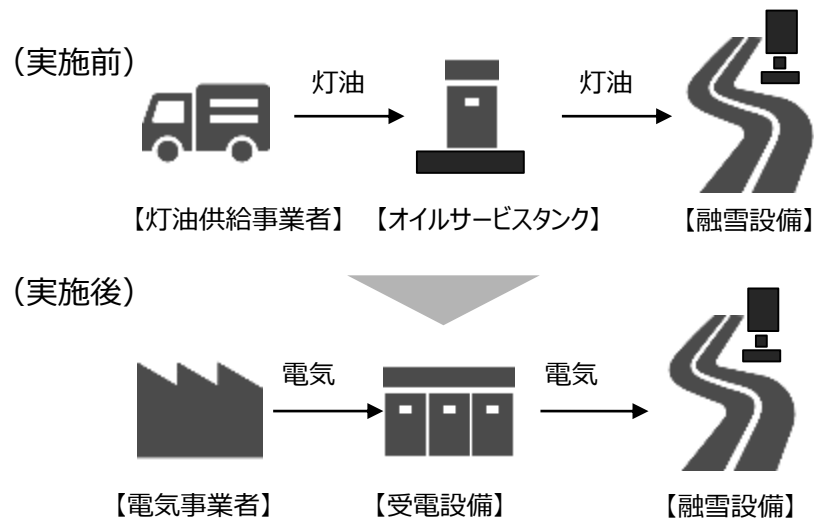 （実施前）
灯油
灯油
【灯油供給事業者】
【オイルサービスタンク】
【融雪設備】
（実施後）
電気
電気
【電気事業者】
【受電設備】
【融雪設備】